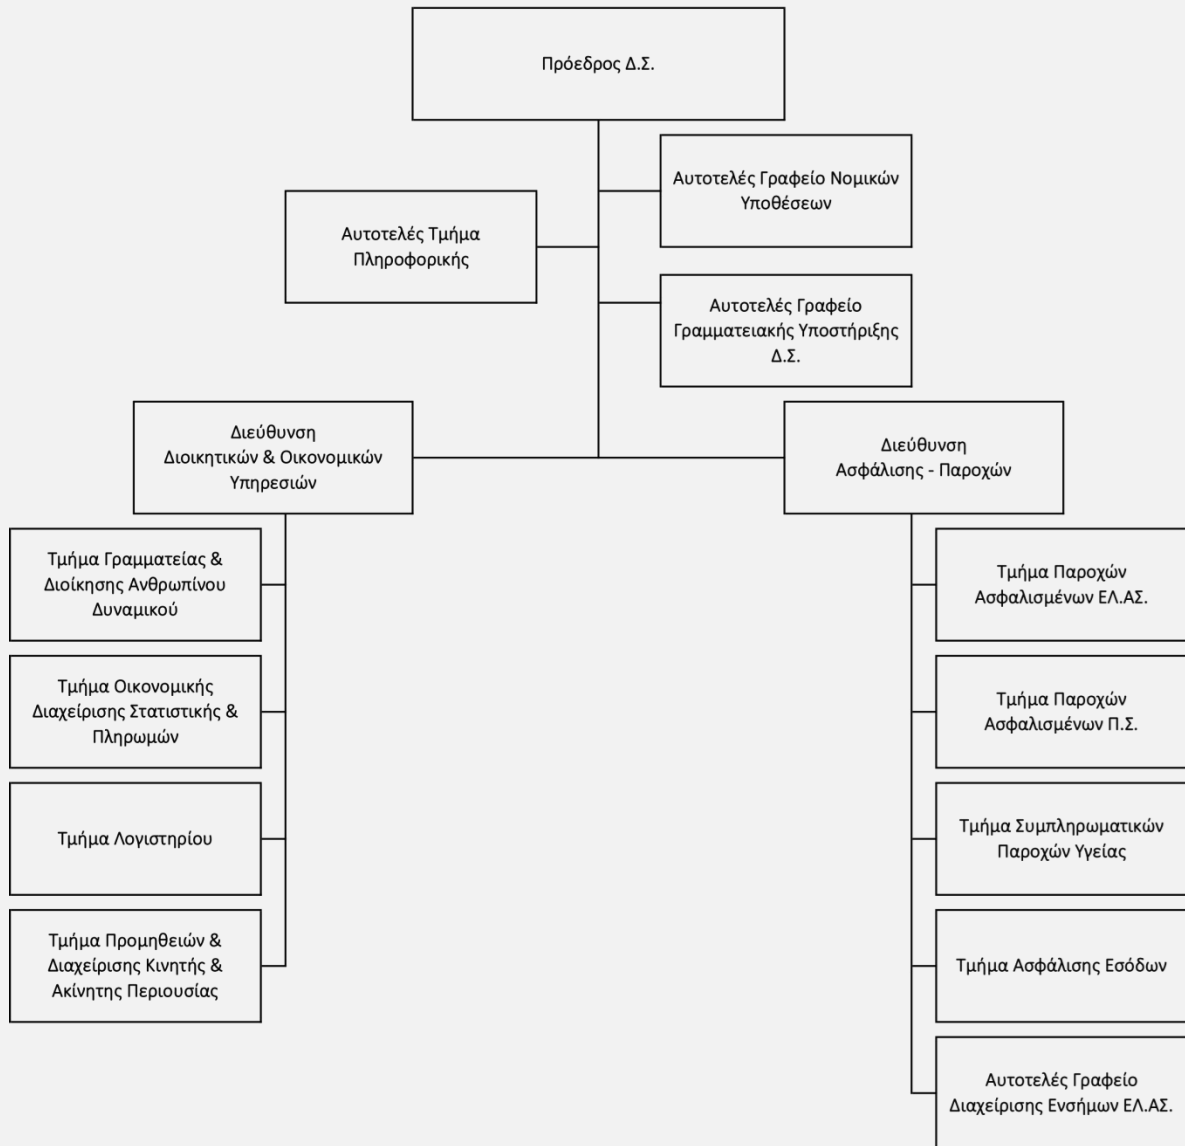 Πρόεδρος Δ.Σ.
Αυτοτελές Γραφείο Νομικών
Υποθέσεων
Αυτοτελές Τμήμα
Πληροφορικής
Αυτοτελές Γραφείο
Γραμματειακής Υποστήριξης
Δ.Σ.
Διεύθυνση
Διοικητικών & Οικονομικών
Υπηρεσιών
Διεύθυνση
Ασφάλισης - Παροχών
Τμήμα Γραμματείας &
Διοίκησης Ανθρωπίνου
Δυναμικού
Τμήμα Οικονομικής
Διαχείρισης Στατιστικής &
Πληρωμών
Τμήμα Λογιστηρίου
Τμήμα Προμηθειών &
Διαχείρισης Κινητής &
Ακίνητης Περιουσίας
Τμήμα Παροχών
Ασφαλισμένων ΕΛ.ΑΣ.
Τμήμα Παροχών
Ασφαλισμένων Π.Σ.
Τμήμα Συμπληρωματικών
Παροχών Υγείας
Τμήμα Ασφάλισης Εσόδων
Αυτοτελές Γραφείο
Διαχείρισης Ενσήμων ΕΛ.ΑΣ.